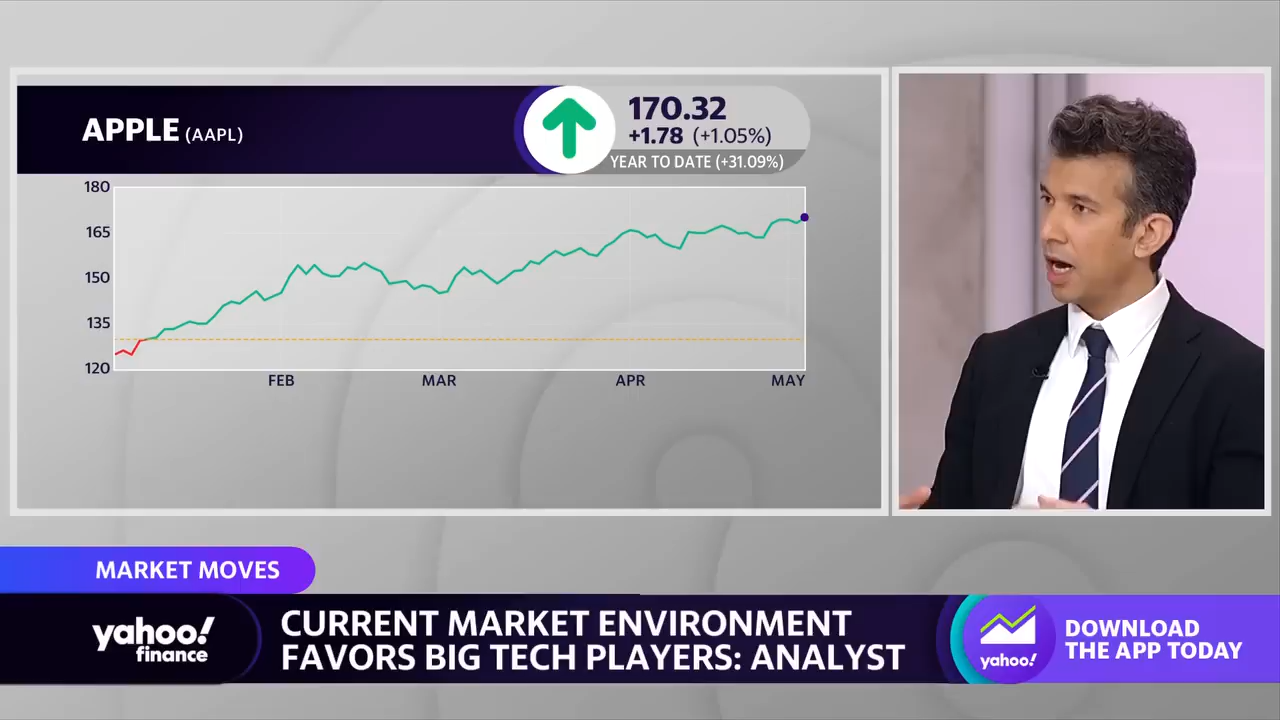 APPLE (AAPL)
170.32
+1.78 (+1.05%)
YEAR TO DATE (+31.09%)
180
165
150
135
120
FEB MAR APR MAY
MARKET MOVES
yahoo!
finance
CURRENT MARKET ENVIRONMENT
FAVORS BIG TECH PLAYERS: ANALYST
yahoo!
DOWNLOAD
THE APP TODAY